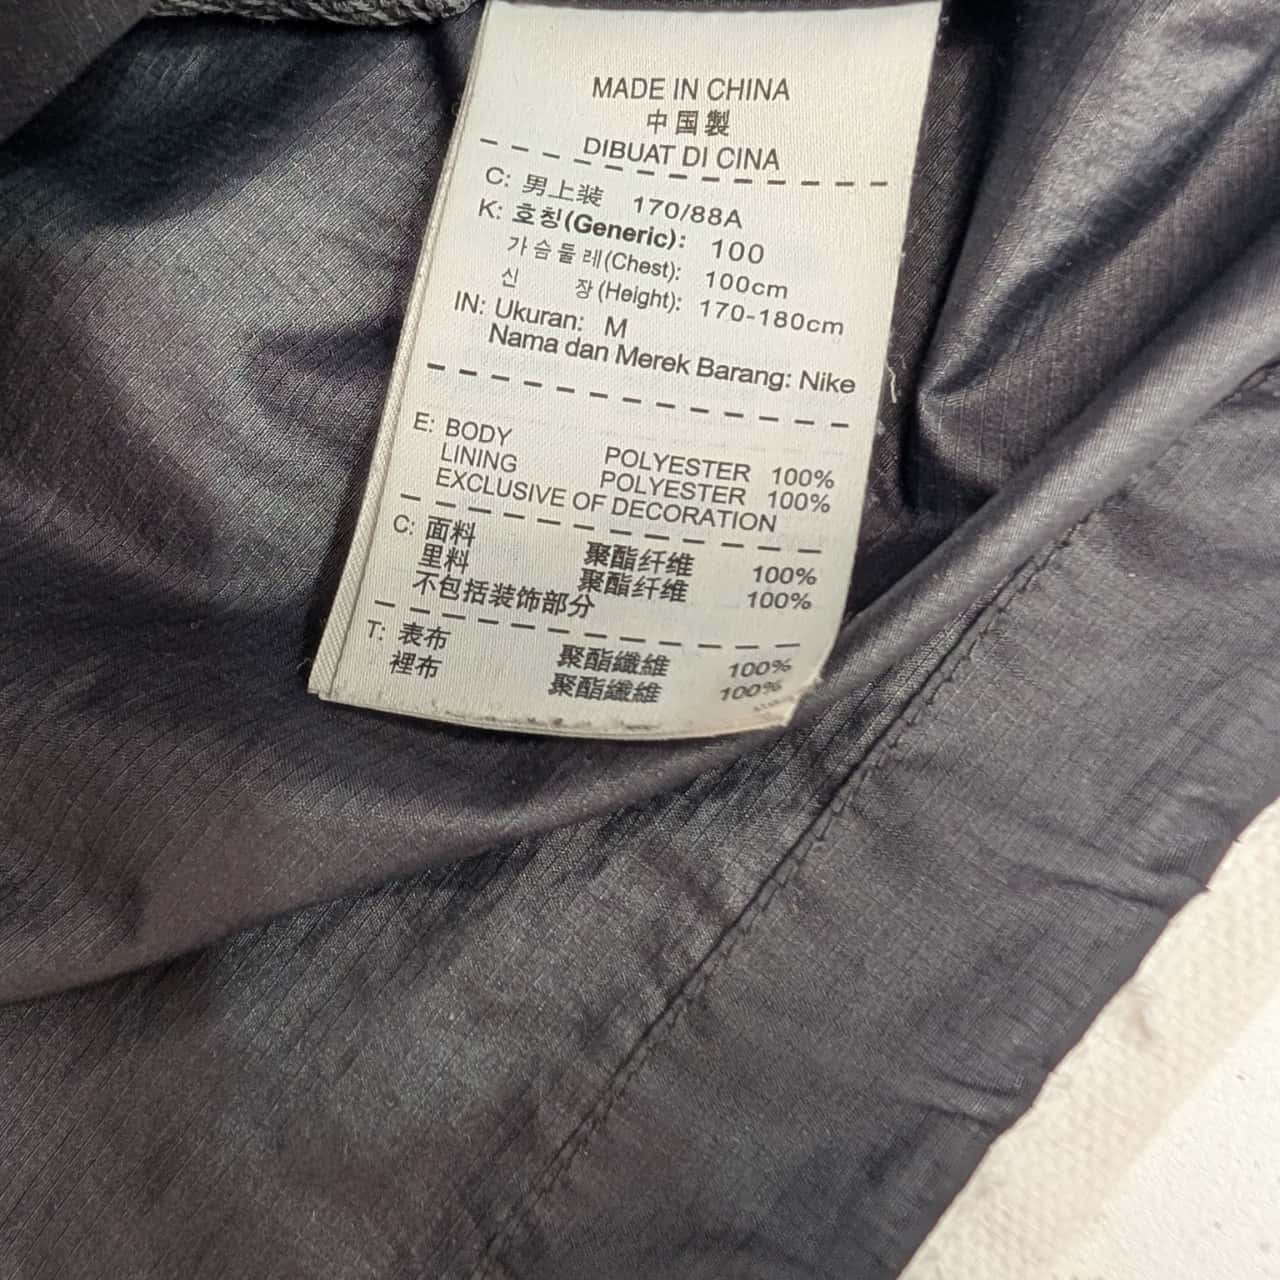 MADE IN CHINA
中国製
DIBUAT DI CINA
C: 男上装 170/88A
K: 호칭(Generic): 100
가슴둘레(Chest): 100cm
신 장(Height): 170-180cm
IN: Ukuran: M
Nama dan Merek Barang: Nike
E: BODY POLYESTER 100%
LINING POLYESTER 100%
EXCLUSIVE OF DECORATION
C: 面料 聚酯纤维 100%
里料 聚酯纤维 100%
不包括装饰部分
T: 表布 聚酯纖維 100%
裡布 聚酯纖維 100%